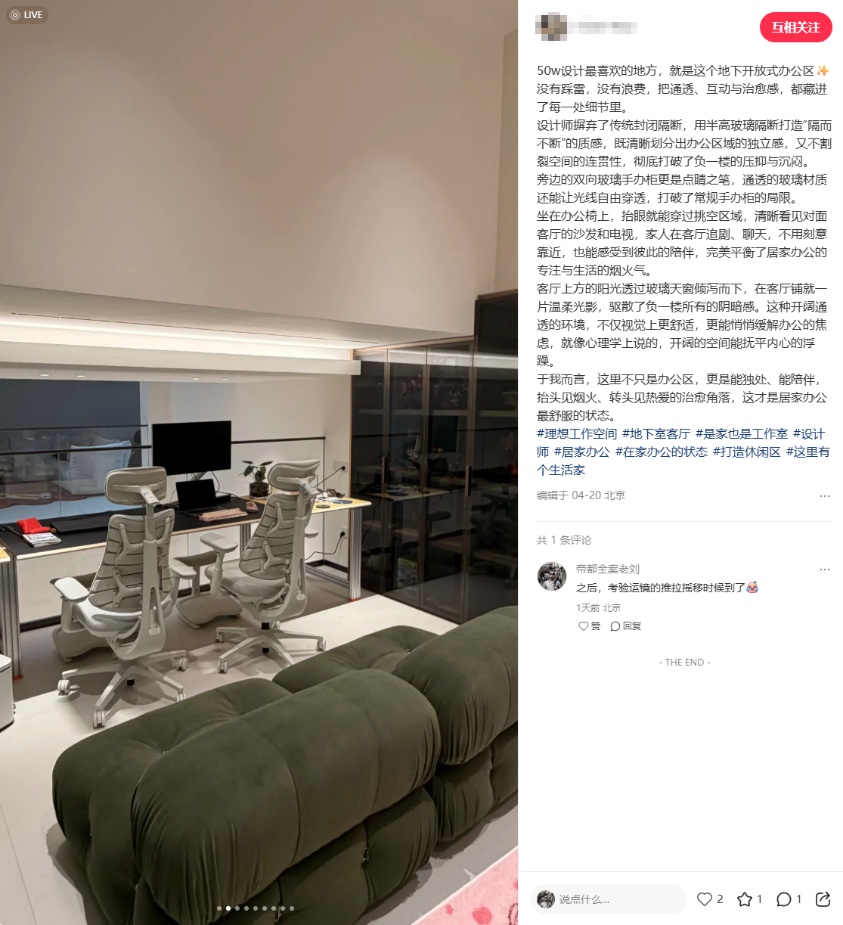 LIVE
互相关注
50w设计最喜欢的地方，就是这个地下开放式办公区✨
没有踩雷，没有浪费，把通透、互动与治愈感，都藏进
了每一处细节里。
设计师摒弃了传统封闭隔断，用半高玻璃隔断打造“隔而
不断”的质感，既清晰划分出办公区域的独立感，又不割
裂空间的连贯性，彻底打破了负一楼的压抑与沉闷。
旁边的双向玻璃手办柜更是点睛之笔，通透的玻璃材质
还能让光线自由穿透，打破了常规手办柜的局限。
坐在办公椅上，抬眼就能穿过挑空区域，清晰看见对面
客厅的沙发和电视，家人在客厅追剧、聊天，不用刻意
靠近，也能感受到彼此的陪伴，完美平衡了居家办公的
专注与生活的烟火气。
客厅上方的阳光透过玻璃天窗倾泻而下，在客厅铺就一
片温柔光影，驱散了负一楼所有的阴暗感。这种开阔通
透的环境，不仅视觉上更舒适，更能悄悄缓解办公的焦
虑，就像心理学上说的，开阔的空间能抚平内心的浮
躁。
于我而言，这里不只是办公区，更是能独处、能陪伴，
抬头见烟火、转头见热爱的治愈角落，这才是居家办公
最舒服的状态。
#理想工作空间 #地下室客厅 #是家也是工作室 #设计
师 #居家办公 #在家办公的状态 #打造休闲区 #这里有
个生活家
编辑于 04-20 北京
共 1 条评论
帝都全案老刘
之后，考验运镜的推拉摇移时候到了
1天前 北京
赞 回复
- THE END -
说点什么... 2 1 1